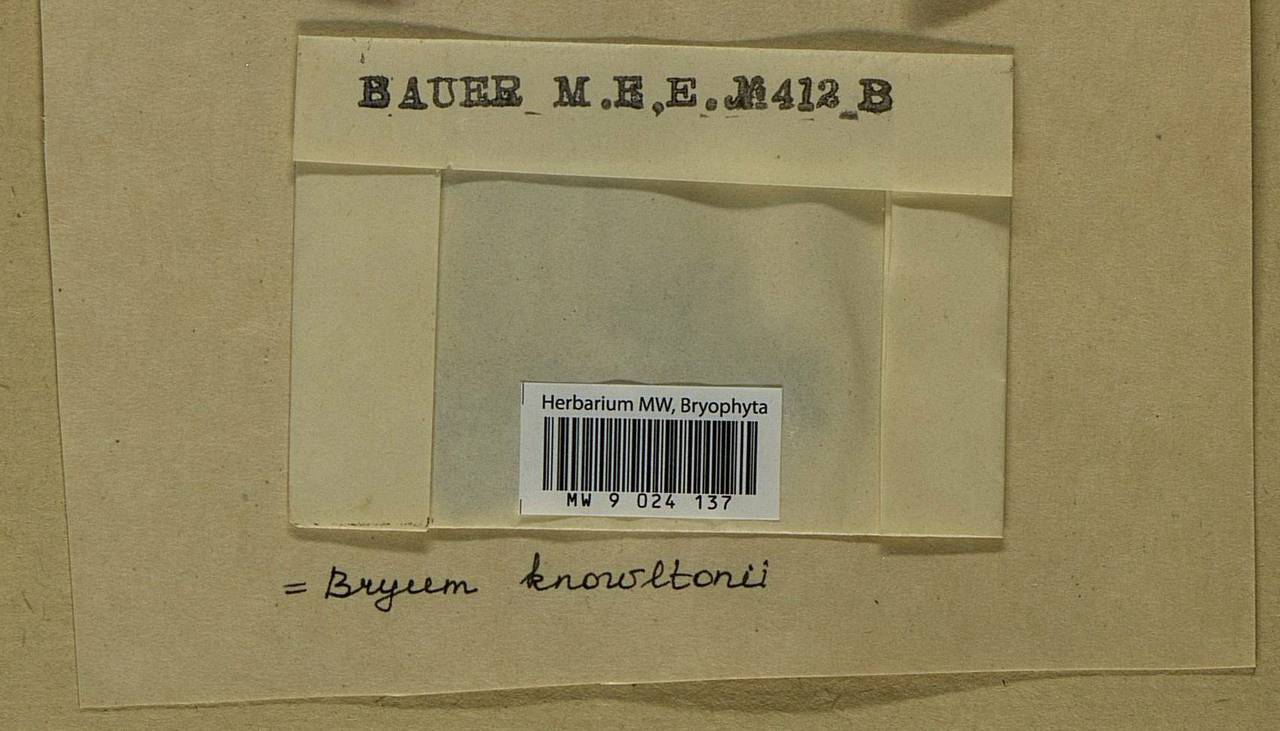 BAUER M.E.E. №412 B
Herbarium MW, Bryophyta
MW 9 024 137
= Bryum knowltonii